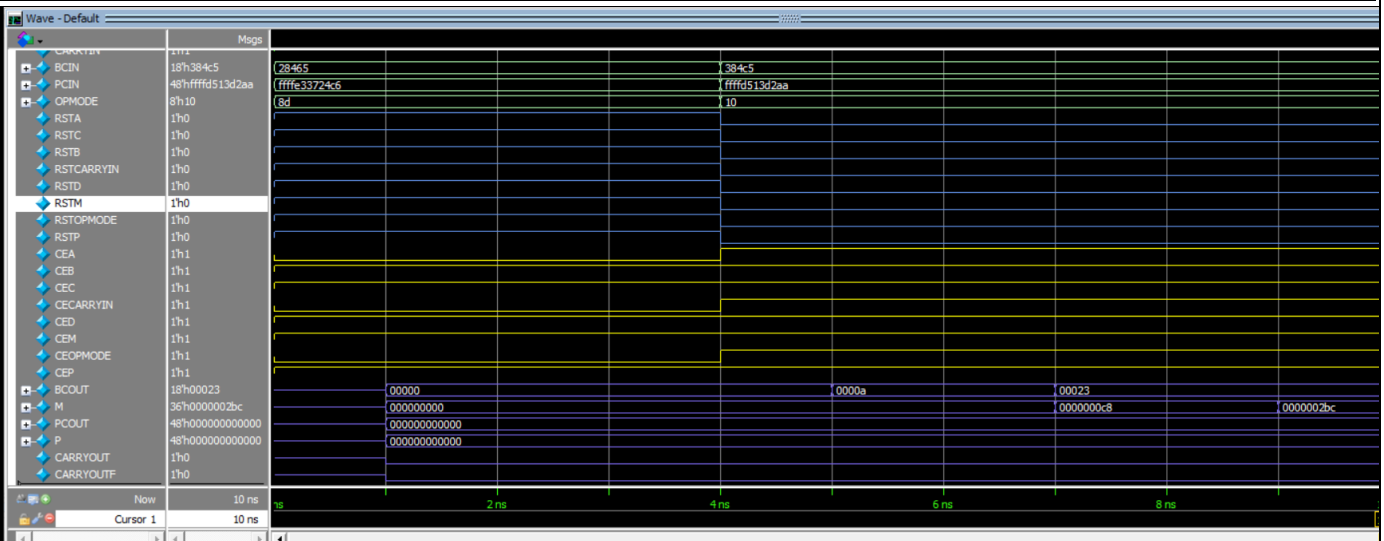 Wave - Default
Msgs
CARRYIN 1'h1
BCIN 18'h384c5 28465 384c5
PCIN 48'hffffd513d2aa ffffe33724c6 ffffd513d2aa
OPMODE 8'h10 8d 10
RSTA 1'h0
RSTC 1'h0
RSTB 1'h0
RSTCARRYIN 1'h0
RSTD 1'h0
RSTM 1'h0
RSTOPMODE 1'h0
RSTP 1'h0
CEA 1'h1
CEB 1'h1
CEC 1'h1
CECARRYIN 1'h1
CED 1'h1
CEM 1'h1
CEOPMODE 1'h1
CEP 1'h1
BCOUT 18'h00023 00000 0000a 00023
M 36'h0000002bc 000000000 0000000c8 0000002bc
PCOUT 48'h000000000000 000000000000
P 48'h000000000000 000000000000
CARRYOUT 1'h0
CARRYOUTF 1'h0
Now 10 ns ns 2 ns 4 ns 6 ns 8 ns
Cursor 1 10 ns